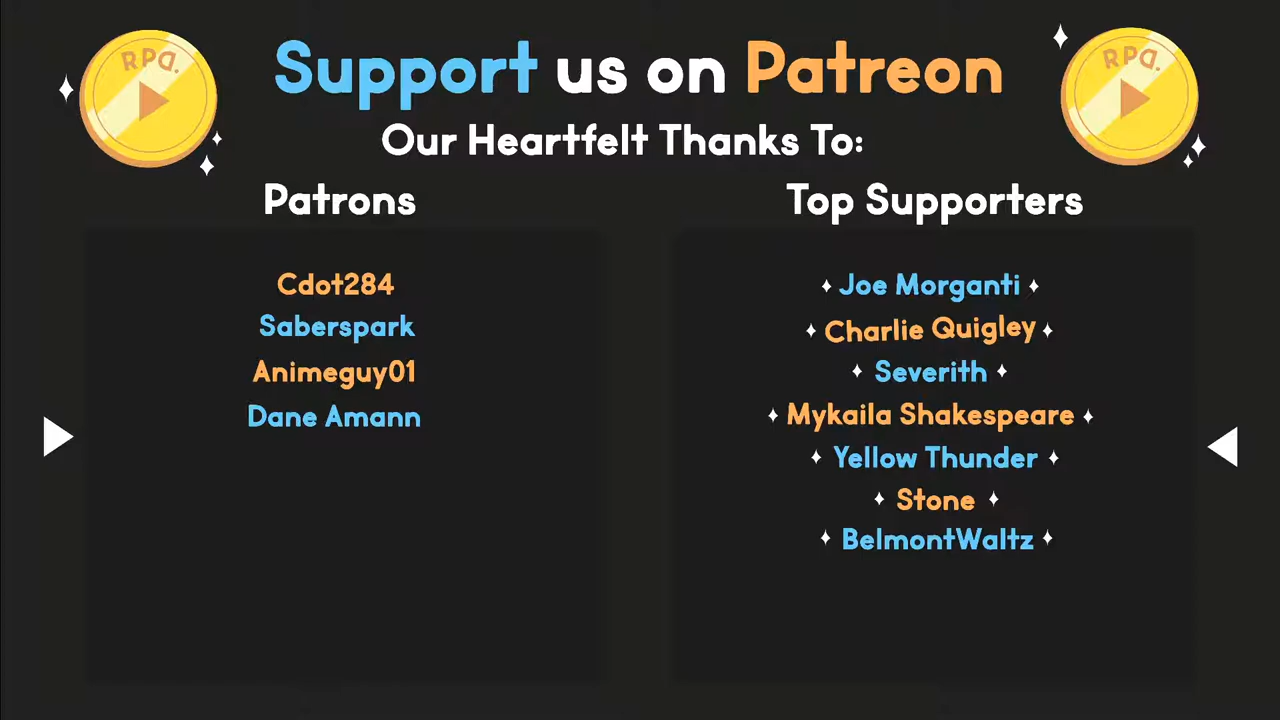 RPG.
RPG.
Support us on Patreon
Our Heartfelt Thanks To:
Patrons
Cdot284
Saberspark
Animeguy01
Dane Amann
Top Supporters
Joe Morganti
Charlie Quigley
Severith
Mykaila Shakespeare
Yellow Thunder
Stone
BelmontWaltz